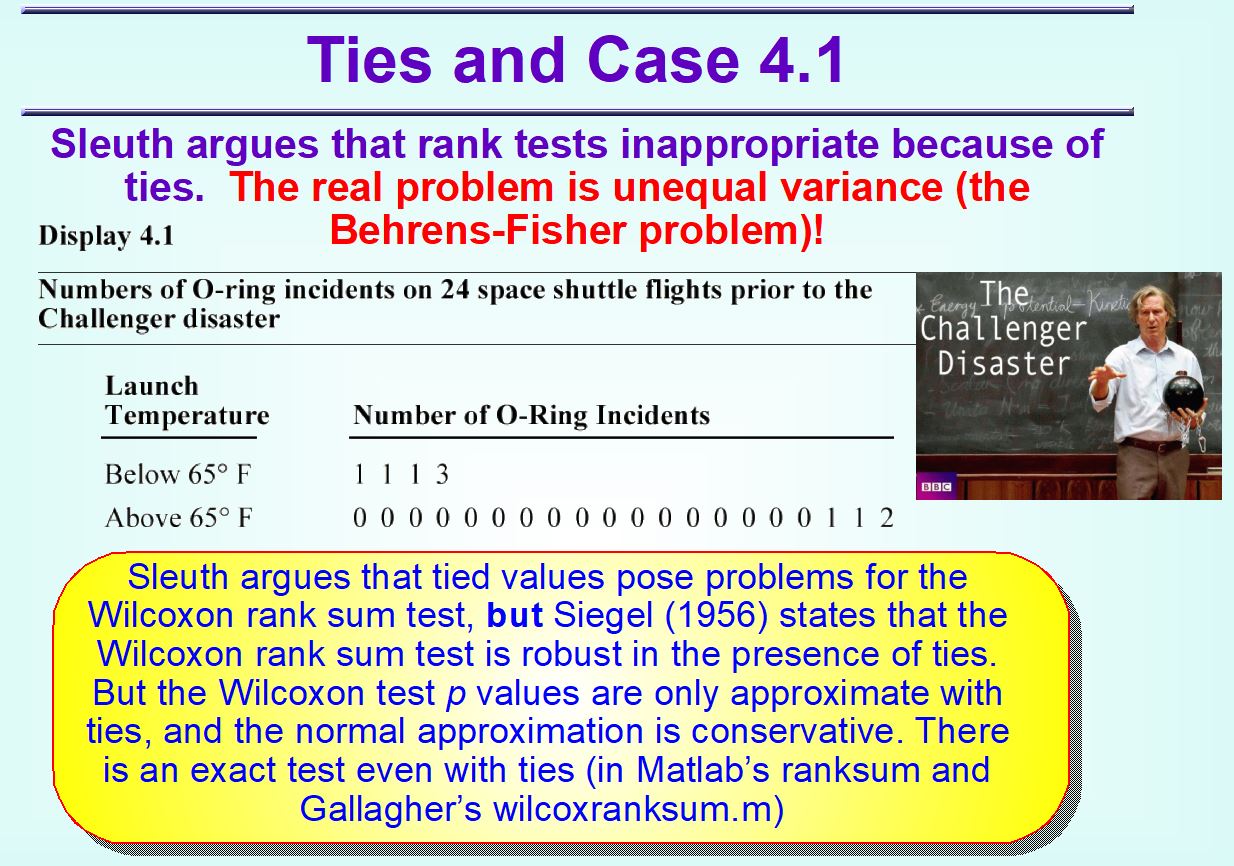 Ties and Case 4.1
Sleuth argues that rank tests inappropriate because of
ties. The real problem is unequal variance (the
Behrens-Fisher problem)!
Display 4.1
Numbers of O-ring incidents on 24 space shuttle flights prior to the
Challenger disaster
Launch
Temperature
Number of O-Ring Incidents
Below 65° F 1 1 1 3
Above 65° F 0 0 0 0 0 0 0 0 0 0 0 0 0 0 0 0 0 1 1 2
The
Challenger
Disaster
Energy potential – Kinetic
BBC
Sleuth argues that tied values pose problems for the
Wilcoxon rank sum test, but Siegel (1956) states that the
Wilcoxon rank sum test is robust in the presence of ties.
But the Wilcoxon test p values are only approximate with
ties, and the normal approximation is conservative. There
is an exact test even with ties (in Matlab's ranksum and
Gallagher's wilcoxranksum.m)